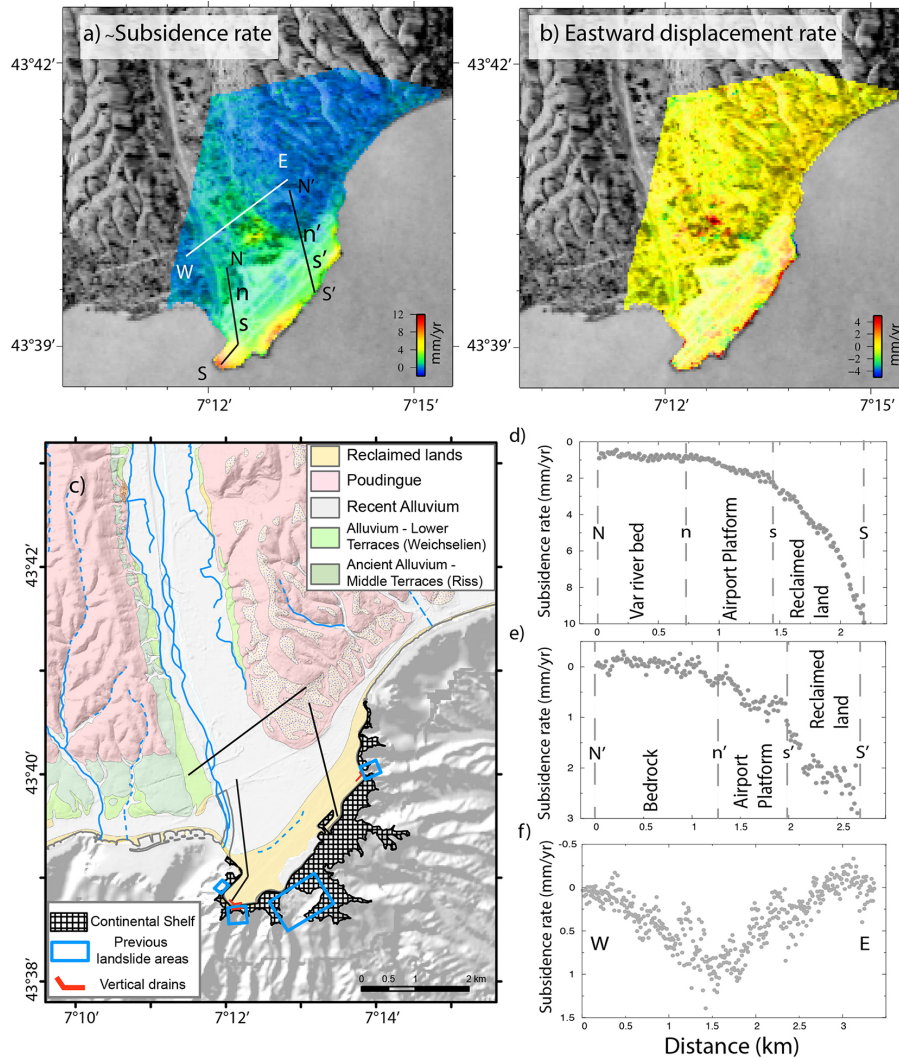 a) ~Subsidence rate
43°42'
E
N'
n'
W
N
s'
n
S'
s
S
12
8
4
0
mm/yr
43°39'
7°12'
7°15'
b) Eastward displacement rate
43°42'
4
2
0
-2
-4
mm/yr
43°39'
7°12'
7°15'
c)
Reclaimed lands
Poudingue
Recent Alluvium
Alluvium - Lower
Terraces (Weichselien)
Ancient Alluvium -
Middle Terraces (Riss)
43°42'
43°40'
43°38'
Continental Shelf
Previous
landslide areas
Vertical drains
0 0.5 1 2 km
7°10'
7°12'
7°14'
d)
Subsidence rate (mm/yr)
0
2
4
6
8
10
N
n
s
S
Var river bed
Airport Platform
Reclaimed
land
0 0.5 1 1.5 2
e)
Subsidence rate (mm/yr)
0
1
2
3
N'
n'
s'
S'
Bedrock
Airport
Platform
Reclaimed
land
0 0.5 1 1.5 2 2.5
f)
Subsidence rate (mm/yr)
-0.5
0
0.5
1
1.5
W
E
0.0 0.5 1 1.5 2 2.5 3
Distance (km)